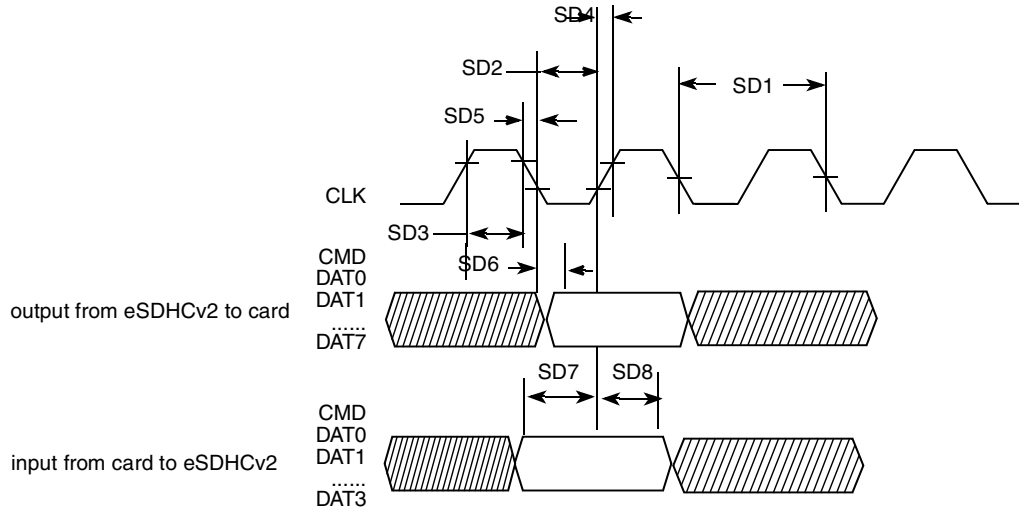 SD4
SD2
SD1
SD5
CLK
SD3
CMD
SD6
DAT0
output from eSDHCv2 to card
DAT1
......
DAT7
SD7
SD8
CMD
DAT0
input from card to eSDHCv2
DAT1
......
DAT3